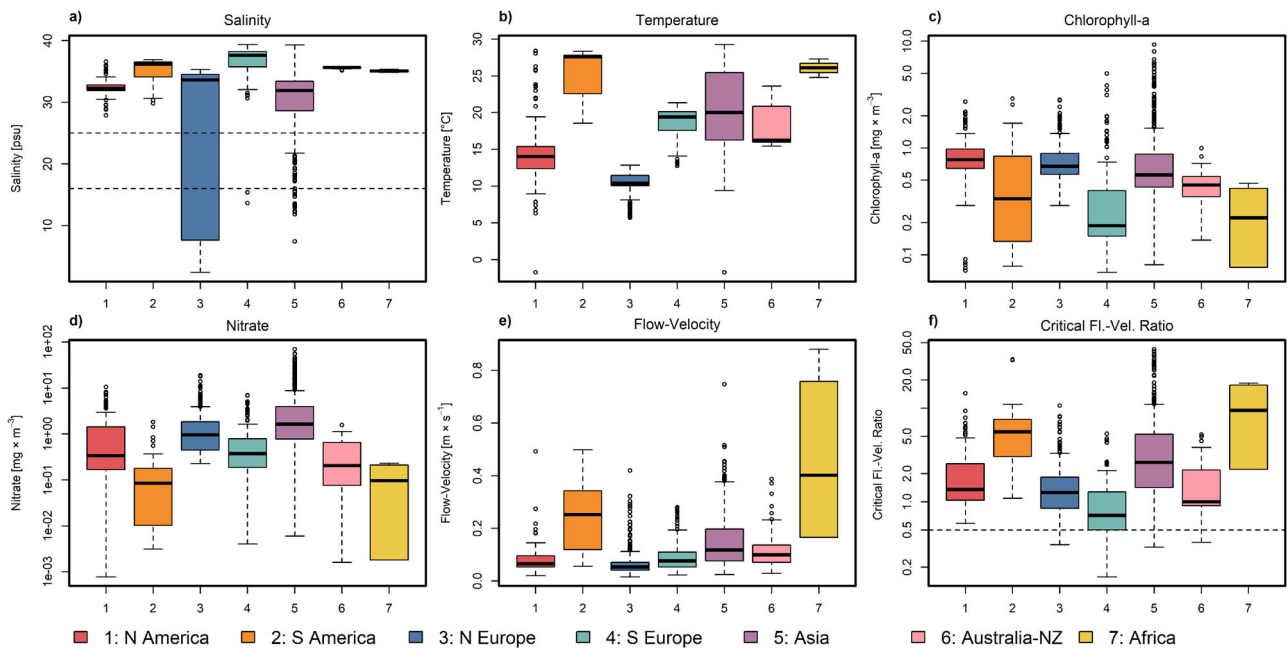 a) Salinity
Salinity [psu]
40
30
20
10
1 2 3 4 5 6 7
b) Temperature
Temperature [°C]
30
25
20
15
10
5
0
1 2 3 4 5 6 7
c) Chlorophyll-a
Chlorophyll-a [mg × m⁻³]
10.0
5.0
2.0
1.0
0.5
0.2
0.1
1 2 3 4 5 6 7
d) Nitrate
Nitrate [mg × m⁻³]
1e+02
1e+01
1e+00
1e-01
1e-02
1e-03
1 2 3 4 5 6 7
e) Flow-Velocity
Flow-Velocity [m × s⁻¹]
0.8
0.6
0.4
0.2
0.0
1 2 3 4 5 6 7
f) Critical Fl.-Vel. Ratio
Critical Fl.-Vel. Ratio
50.0
20.0
5.0
2.0
1.0
0.5
0.2
1 2 3 4 5 6 7
1: N America 2: S America 3: N Europe 4: S Europe 5: Asia 6: Australia-NZ 7: Africa